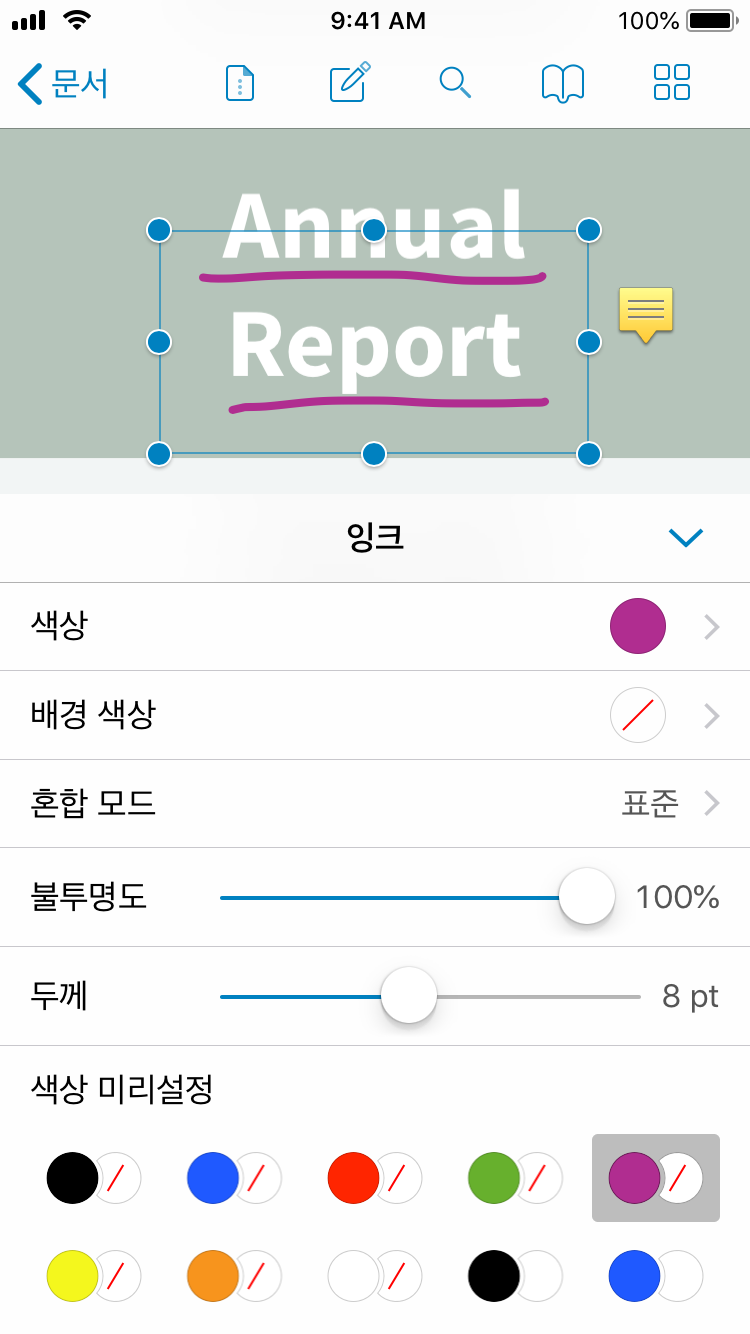 9:41 AM
100%
문서
Annual
Report
잉크
색상
배경 색상
혼합 모드
표준
불투명도
100%
두께
8 pt
색상 미리설정